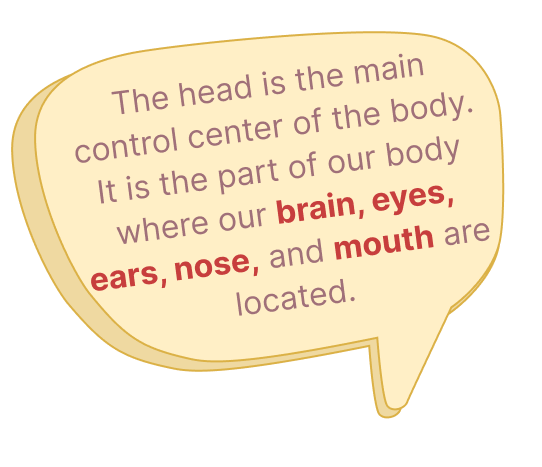 The head is the main
control center of the body.
It is the part of our body
where our brain, eyes,
ears, nose, and mouth are
located.